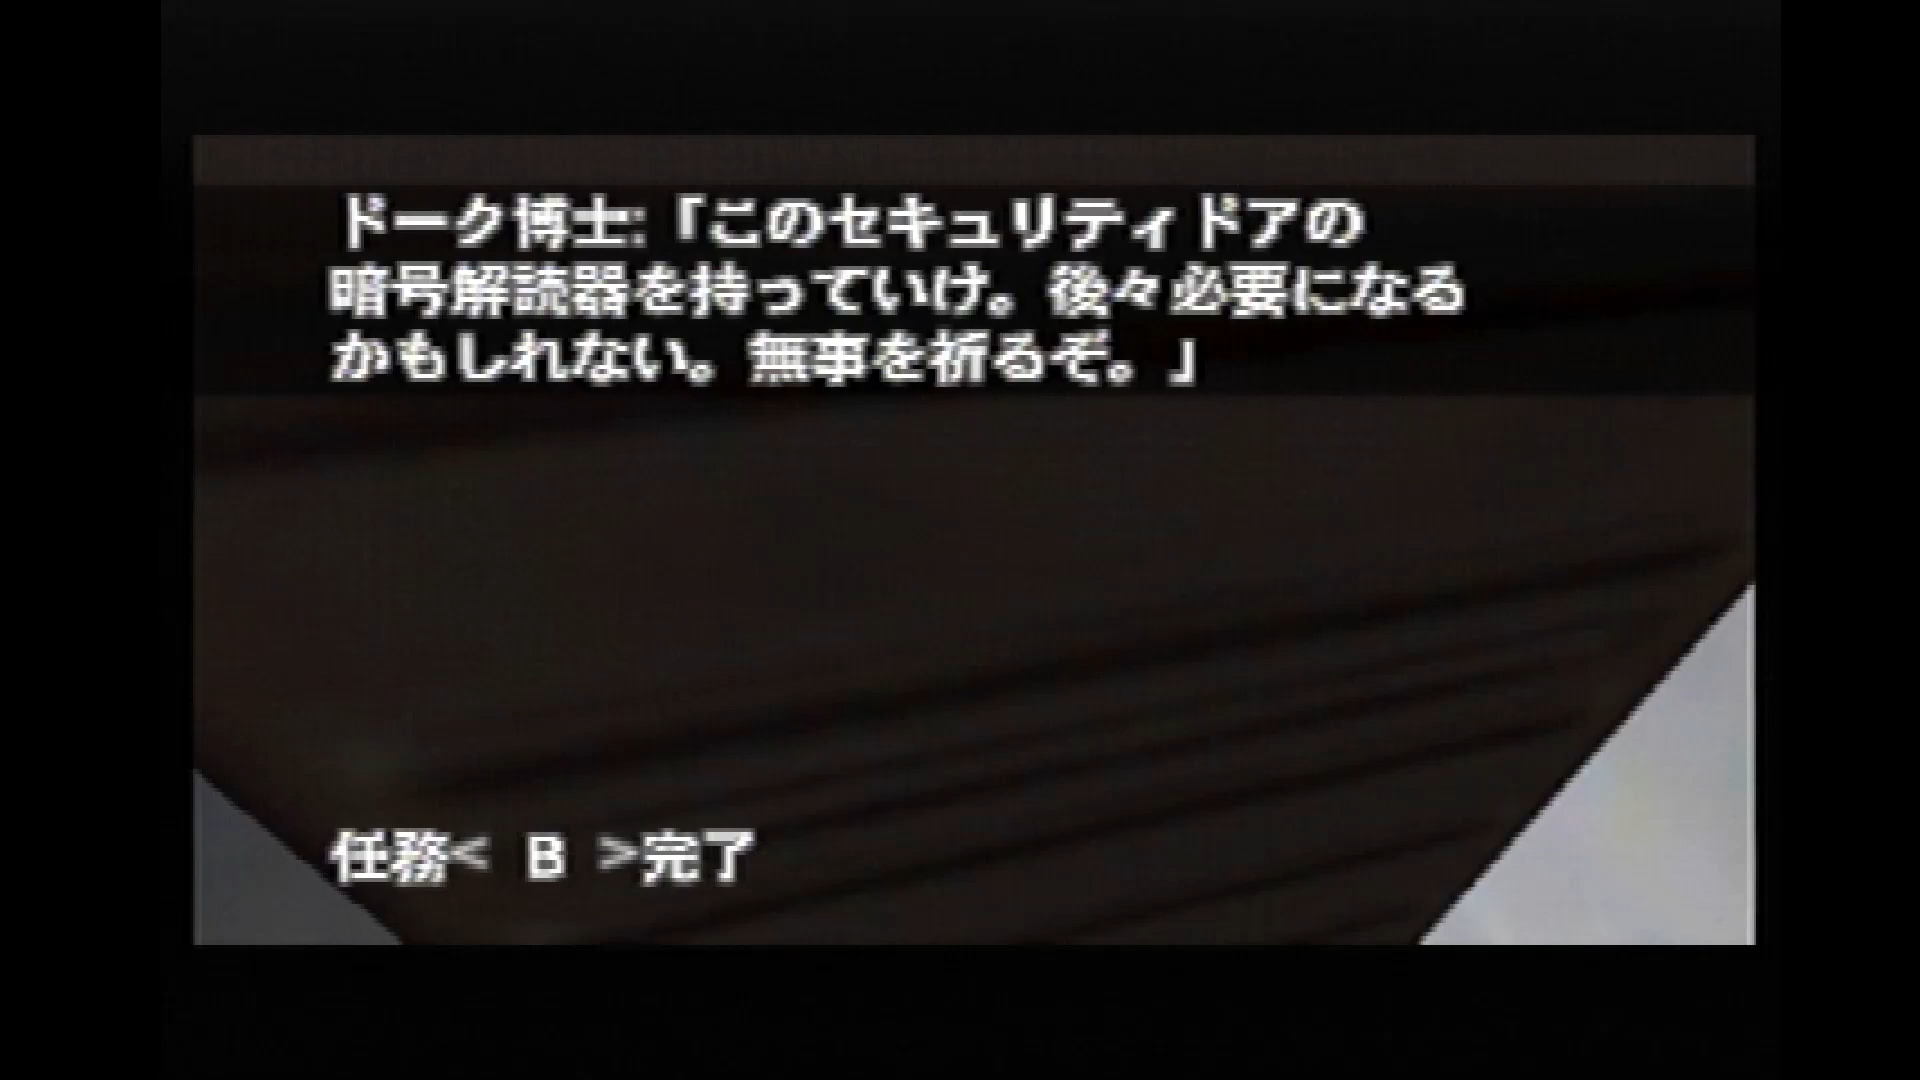 ドーク博士:「このセキュリティドアの
暗号解読器を持っていけ。後々必要になる
かもしれない。無事を祈るぞ。」
任務< B >完了